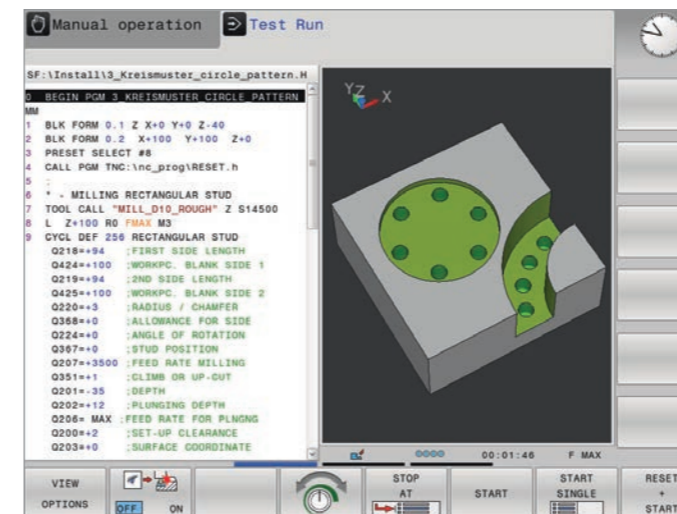 Manual operation
Test Run
SF:\Install\3_Kreismuster_circle_pattern.H
0 BEGIN PGM 3 KREISMUSTER CIRCLE PATTERN
MM
1 BLK FORM 0.1 Z X+0 Y+0 Z-40
2 BLK FORM 0.2 X+100 Y+100 Z+0
3 PRESET SELECT #8
4 CALL PGM TNC:\nc_prog\RESET.h
5 ;
6 * - MILLING RECTANGULAR STUD
7 TOOL CALL "MILL_D10_ROUGH" Z S14500
8 L Z+100 R0 FMAX M3
9 CYCL DEF 256 RECTANGULAR STUD
Q218=+94 ;FIRST SIDE LENGTH
Q424=+100 ;WORKPC. BLANK SIDE 1
Q219=+94 ;2ND SIDE LENGTH
Q425=+100 ;WORKPC. BLANK SIDE 2
Q220=+3 ;RADIUS / CHAMFER
Q368=+0 ;ALLOWANCE FOR SIDE
Q224=+0 ;ANGLE OF ROTATION
Q367=+0 ;STUD POSITION
Q207=+3500 ;FEED RATE MILLING
Q351=+1 ;CLIMB OR UP-CUT
Q201=-35 ;DEPTH
Q202=+12 ;PLUNGING DEPTH
Q206= MAX ;FEED RATE FOR PLNGNG
Q200=+2 ;SET-UP CLEARANCE
Q203=+0 ;SURFACE COORDINATE
YZ X
00:01:46 F MAX
VIEW
OPTIONS
OFF ON
STOP
AT
START
START
SINGLE
RESET
+
START